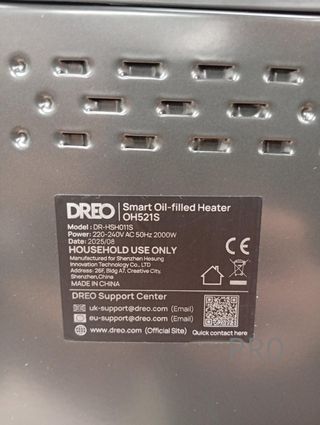 DREO
Smart Oil-filled Heater
OH521S
Model: DR-HSH011S
Power: 220-240V AC 50Hz 2000W
Date: 2025/08
HOUSEHOLD USE ONLY
Manufactured for Shenzhen Hesung
Innovation Technology Co., LTD
Address: 26F, Bldg A7, Creative City,
Shenzhen,China
MADE IN CHINA
CE
DREO Support Center
uk-support@dreo.com (Email)
eu-support@dreo.com (Email)
www.dreo.com (Official Site)
Quick contact here
PRO